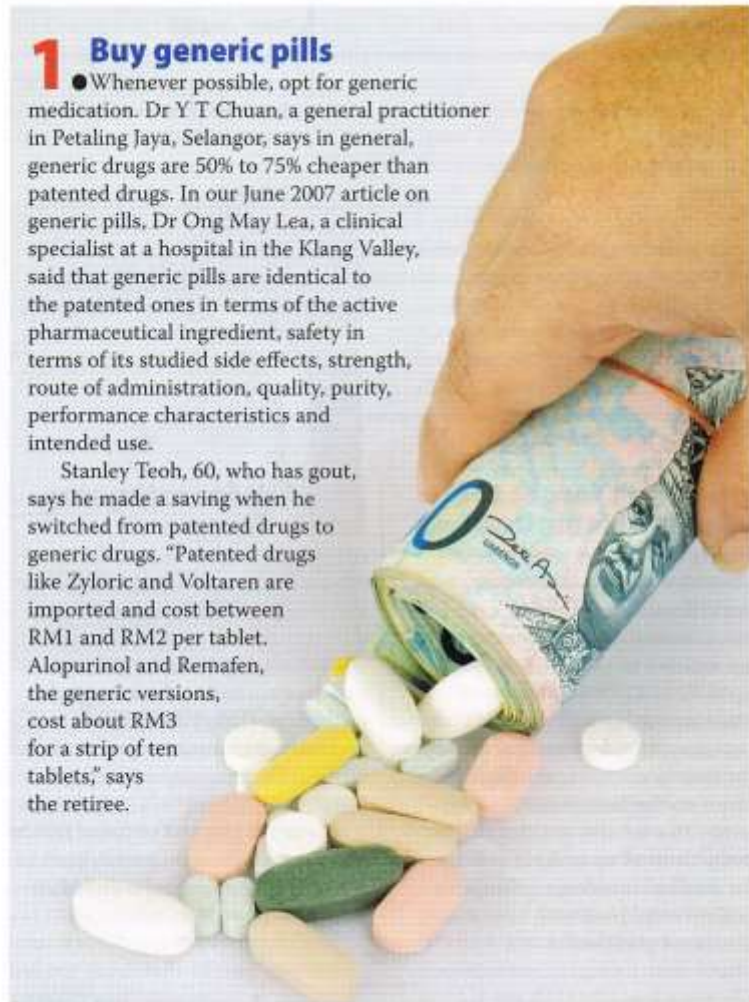 1 Buy generic pills
●Whenever possible, opt for generic
medication. Dr Y T Chuan, a general practitioner
in Petaling Jaya, Selangor, says in general,
generic drugs are 50% to 75% cheaper than
patented drugs. In our June 2007 article on
generic pills, Dr Ong May Lea, a clinical
specialist at a hospital in the Klang Valley,
said that generic pills are identical to
the patented ones in terms of the active
pharmaceutical ingredient, safety in
terms of its studied side effects, strength,
route of administration, quality, purity,
performance characteristics and
intended use.
Stanley Teoh, 60, who has gout,
says he made a saving when he
switched from patented drugs to
generic drugs. “Patented drugs
like Zyloric and Voltaren are
imported and cost between
RM1 and RM2 per tablet.
Alopurinol and Remafen,
the generic versions,
cost about RM3
for a strip of ten
tablets,” says
the retiree.
0